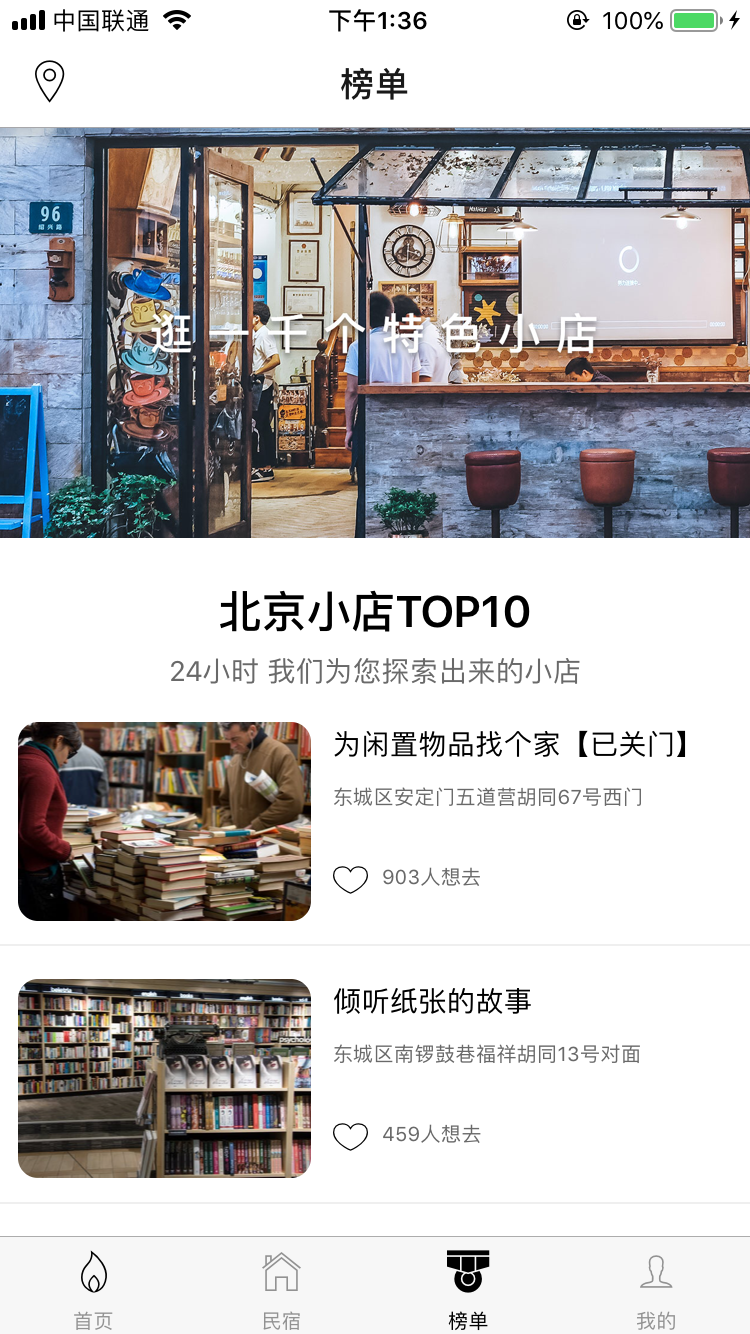 中国联通
下午1:36
100%
榜单
96
绍兴路
逛一千个特色小店
北京小店TOP10
24小时 我们为您探索出来的小店
为闲置物品找个家【已关门】
东城区安定门五道营胡同67号西门
903人想去
倾听纸张的故事
东城区南锣鼓巷福祥胡同13号对面
459人想去
首页
民宿
榜单
我的